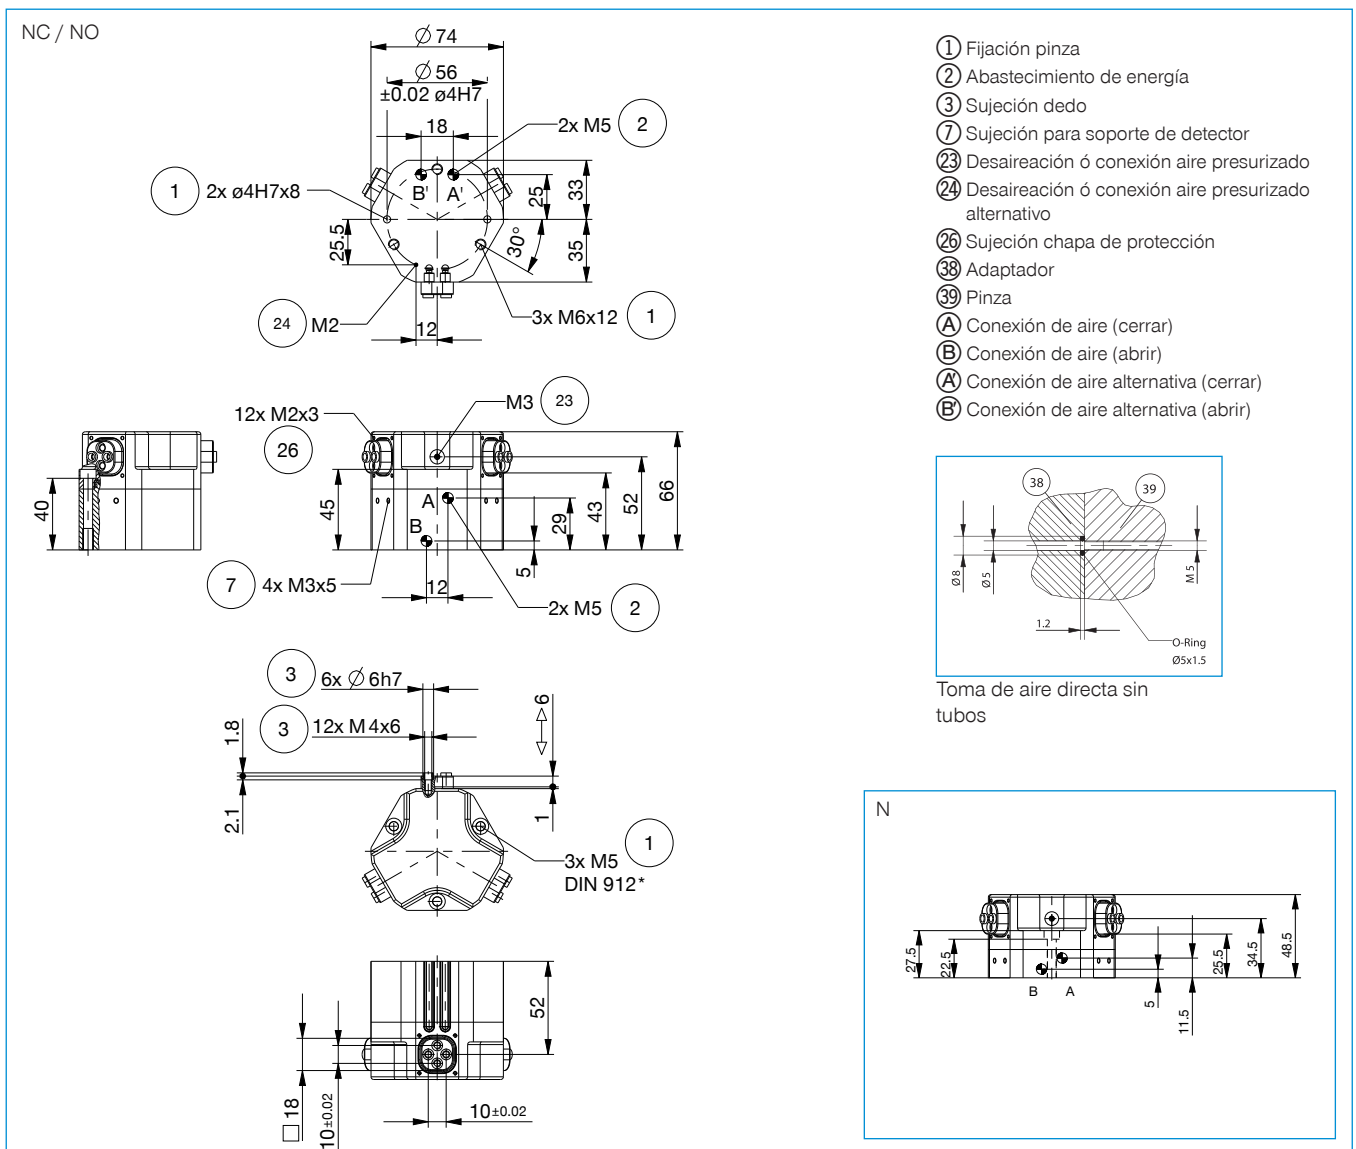 NC / NO
Ø 74
Ø 56
±0.02 ø4H7
18
2x M5 2
1 2x ø4H7x8
B' A'
25
33
25.5
30°
35
24 M2
12
3x M6x12 1
12x M2x3
26
M3 23
40
45
A
B
29
43
52
66
5
7 4x M3x5
12
2x M5 2
3 6x Ø 6h7
3 12x M 4x6
1.8
2.1
6
1
1
3x M5
DIN 912*
52
□ 18
10±0.02
10±0.02
1 Fijación pinza
2 Abastecimiento de energía
3 Sujeción dedo
7 Sujeción para soporte de detector
23 Desaireación ó conexión aire presurizado
24 Desaireación ó conexión aire presurizado
alternativo
26 Sujeción chapa de protección
38 Adaptador
39 Pinza
A Conexión de aire (cerrar)
B Conexión de aire (abrir)
A' Conexión de aire alternativa (cerrar)
B' Conexión de aire alternativa (abrir)
38
39
Ø 8
Ø 5
M 5
1.2
O-Ring
Ø5x1.5
Toma de aire directa sin
tubos
N
27.5
22.5
B A
5
11.5
25.5
34.5
48.5